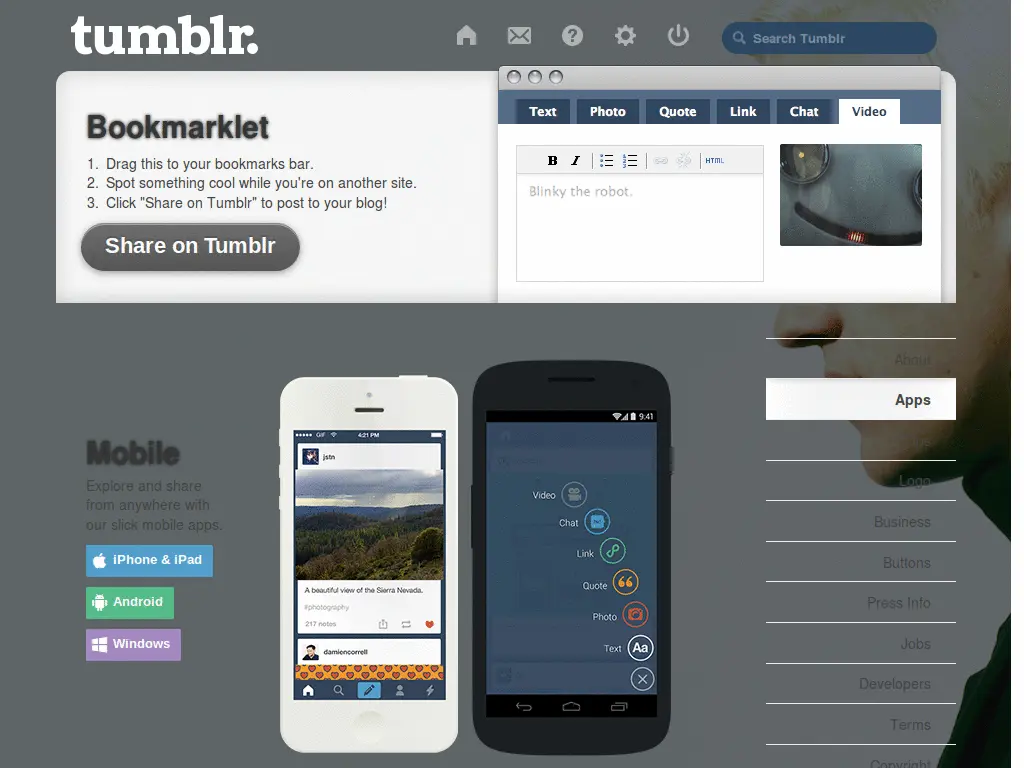 tumblr.
Search Tumblr
Bookmarklet
1. Drag this to your bookmarks bar.
2. Spot something cool while you're on another site.
3. Click "Share on Tumblr" to post to your blog!
Share on Tumblr
Text Photo Quote Link Chat Video
B I HTML
Blinky the robot.
Mobile
Explore and share
from anywhere with
our slick mobile apps.
iPhone & iPad
Android
Windows
GIF 4:21 PM
jstn
A beautiful view of the Sierra Nevada.
#photography
217 notes
damiencorrell
9:41
Video
Chat
Link
Quote
Photo
Text Aa
About
Apps
Logo
Business
Buttons
Press Info
Jobs
Developers
Terms
Copyright